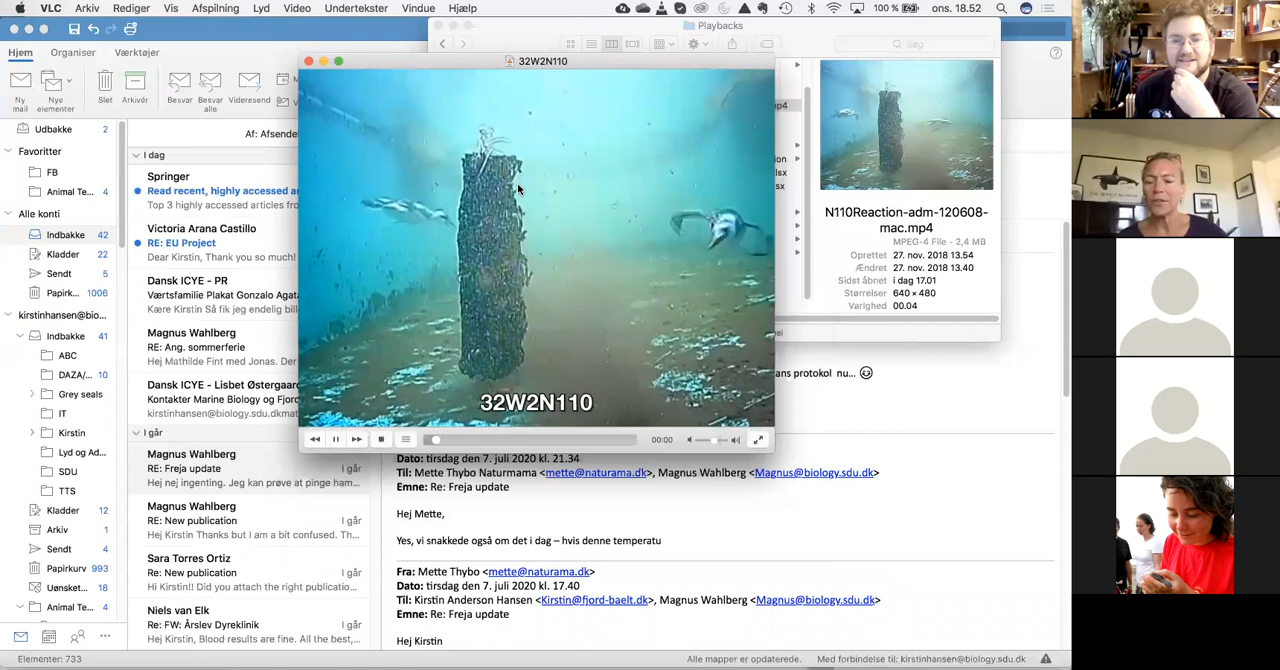 VLC Arkiv Rediger Vis Afspilning Lyd Video Undertekster Vindue Hjælp 100 % ons. 18.52
Playbacks
Søg
Hjem Organiser Værktøjer
Ny mail
Nye elementer
Slet
Arkivér
Besvar
Besvar alle
Videresend
Udbakke 2
Favoritter
FB
Animal Te... 4
Alle konti
Indbakke 42
Kladder 22
Sendt 5
Papirk... 1006
kirstinhansen@bio...
Indbakke 41
ABC
DAZA/... 10
Grey seals
IT
Kirstin
Lyd og Ad...
SDU
TTS
Kladder 12
Arkiv 1
Sendt 4
Papirkurv 993
Uønsket... 18
Animal Te... 4
Elementer: 733
Af: Afsende
I dag
Springer
Read recent, highly accessed a
Top 3 highly accessed articles fro
Victoria Arana Castillo
RE: EU Project
Dear Kirstin, Thank you so much!
Dansk ICYE - PR
Værtsfamilie Plakat Gonzalo Agat
Kære Kirstin Så fik jeg endelig bil
Magnus Wahlberg
RE: Ang. sommerferie
Hej Mathilde Fint med Jonas. Der
Dansk ICYE - Lisbet Østergaard
Kontakter Marine Biology og Fjor
kirstinhansen@biology.sdu.dkmat
I går
Magnus Wahlberg
RE: Freja update I går
Hej nej ingenting. Jeg kan prøve at pinge ham...
Magnus Wahlberg
RE: New publication I går
Hi Kirstin Thanks but I am a bit confused. Th...
Sara Torres Ortiz
Re: New publication I går
Hi Kirstin!! Did you attach the right publicatio...
Niels van Elk
Re: FW: Årslev Dyreklinik I går
Hej Kirstin, Blood results are fine. All the best,...
32W2N110
32W2N110
00:00
p4
ion
lsx
sx
N110Reaction-adm-120608-
mac.mp4
MPEG-4 File - 2,4 MB
Oprettet 27. nov. 2018 13.54
Ændret 27. nov. 2018 13.40
Sidst åbnet i dag 17.01
Størrelser 640 × 480
Varighed 00.04
ans protokol nu...
Dato: tirsdag den 7. juli 2020 kl. 21.34
Til: Mette Thybo Naturmama <mette@naturama.dk>, Magnus Wahlberg <Magnus@biology.sdu.dk>
Emne: Re: Freja update
Hej Mette,
Yes, vi snakkede også om det i dag – hvis denne temperatu
Fra: Mette Thybo <mette@naturama.dk>
Dato: tirsdag den 7. juli 2020 kl. 17.40
Til: Kirstin Anderson Hansen <Kirstin@fjord-baelt.dk>, Magnus Wahlberg <Magnus@biology.sdu.dk>
Emne: Re: Freja update
Hej Kirstin
Alle mapper er opdaterede. Med forbindelse til: kirstinhansen@biology.sdu.dk